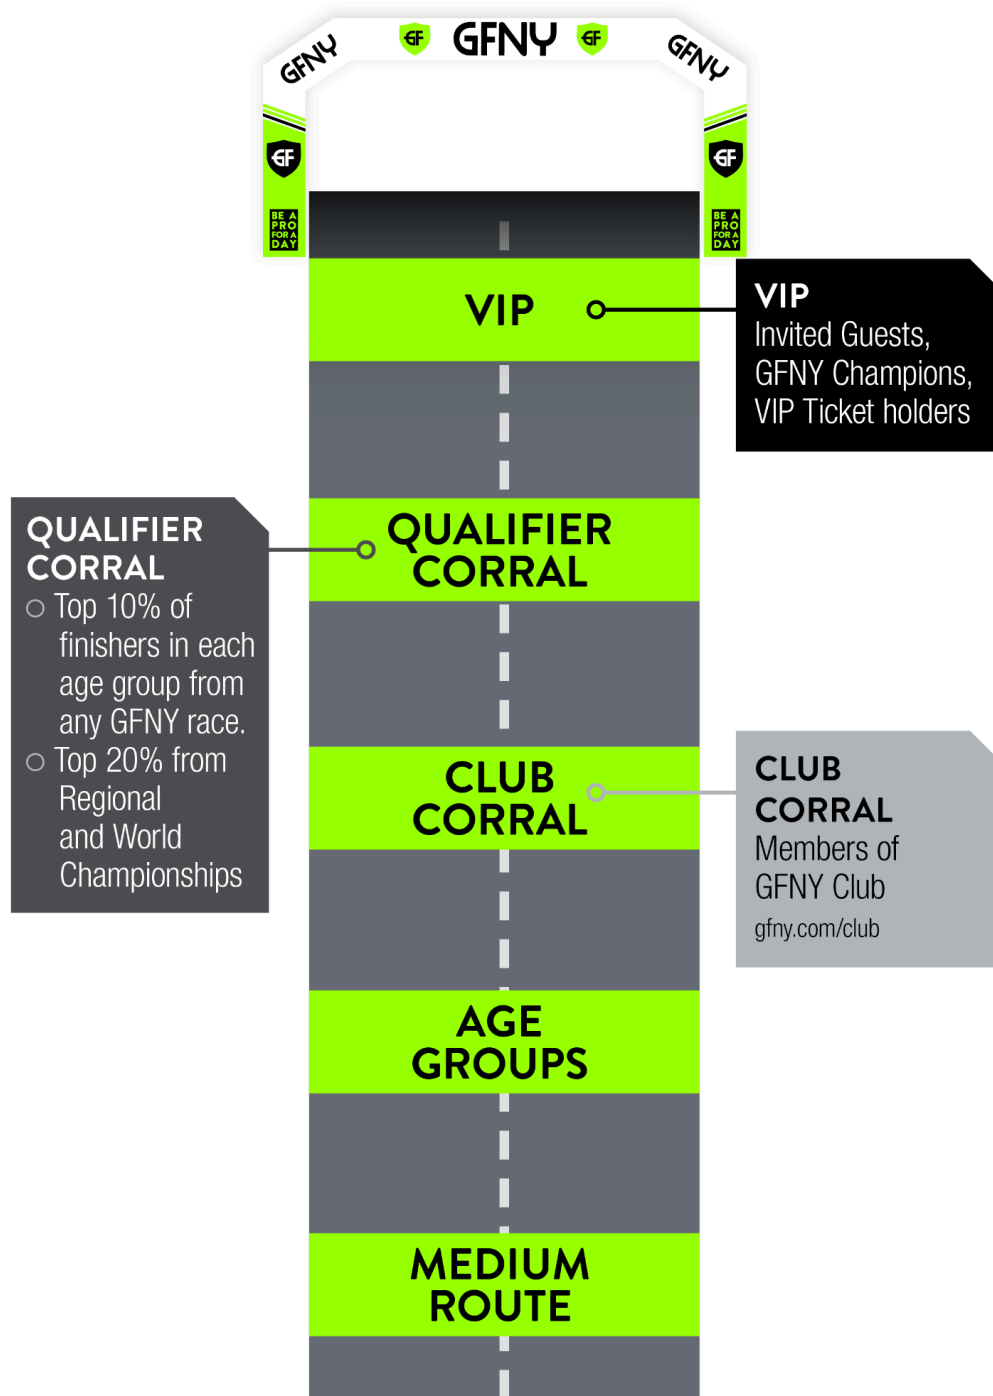 GFNY
GF
GFNY
GF
GFNY
GF
BE A
PRO
FOR A
DAY
GF
BE A
PRO
FOR A
DAY
VIP
VIP
Invited Guests,
GFNY Champions,
VIP Ticket holders
QUALIFIER
CORRAL
QUALIFIER
CORRAL
Top 10% of
finishers in each
age group from
any GFNY race.
Top 20% from
Regional
and World
Championships
CLUB
CORRAL
CLUB
CORRAL
Members of
GFNY Club
gfny.com/club
AGE
GROUPS
MEDIUM
ROUTE